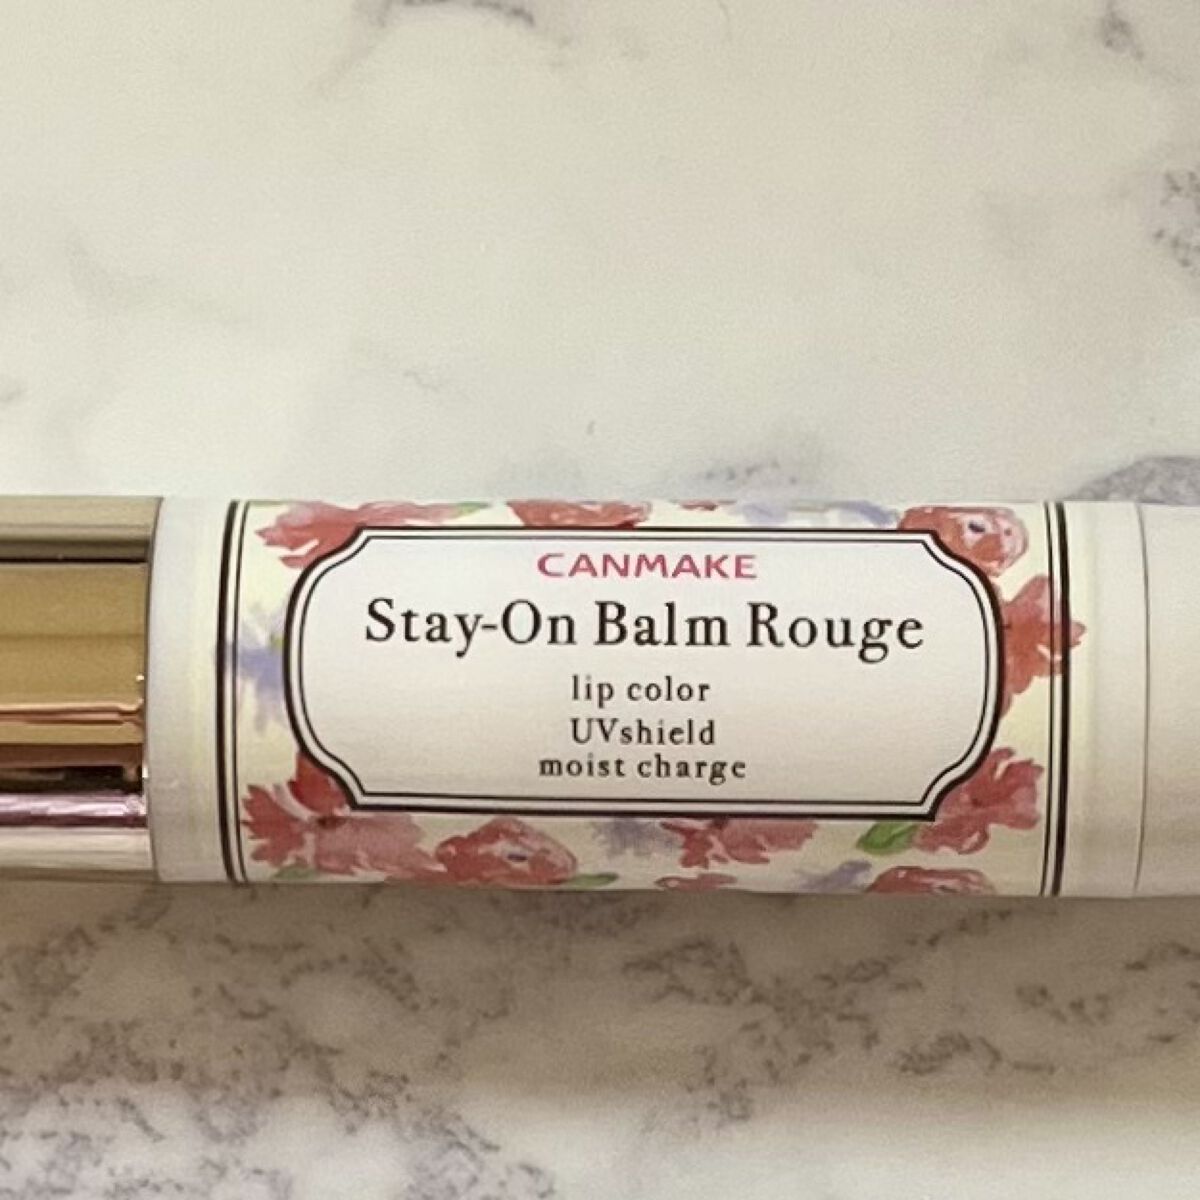 CANMAKE
Stay-On Balm Rouge
lip color
UVshield
moist charge